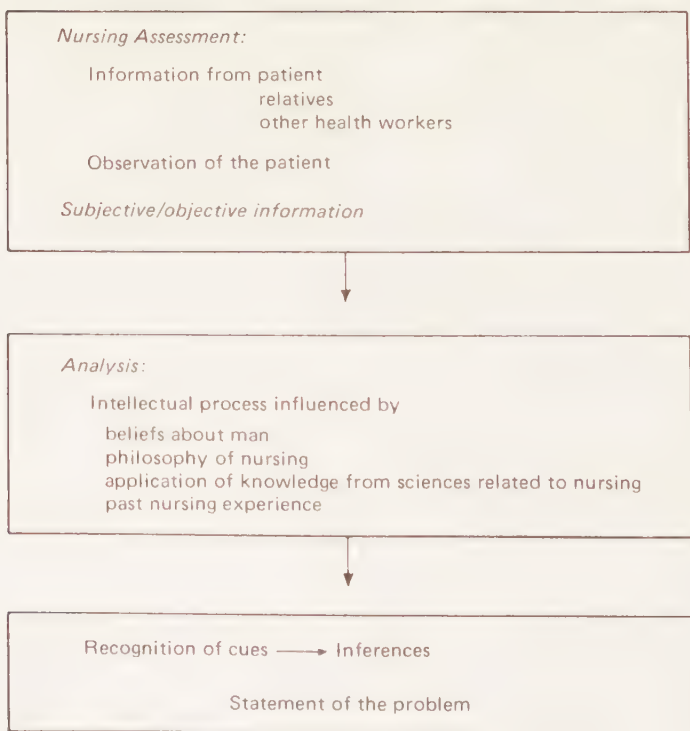 Nursing Assessment:
Information from patient
relatives
other health workers
Observation of the patient
Subjective/objective information
Analysis:
Intellectual process influenced by
beliefs about man
philosophy of nursing
application of knowledge from sciences related to nursing
past nursing experience
Recognition of cues → Inferences
Statement of the problem